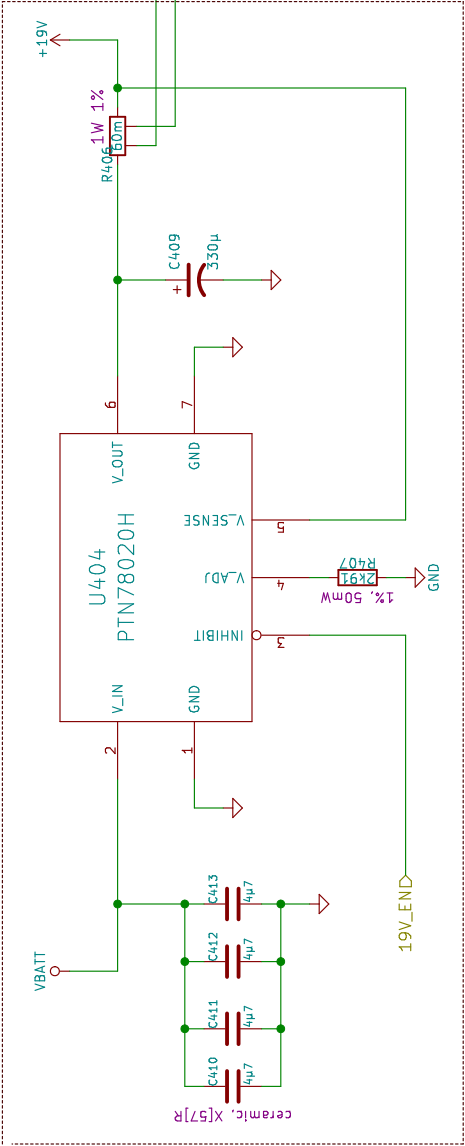 +19V
1W 1%
60m
R406
C409
330µ
+
6
7
V_OUT
GND
V_SENSE
5
U404
PTN78020H
V_ADJ
4
R407
2k91
1%, 50mW
GND
INHIBIT
3
V_IN
GND
2
1
19V_EN
VBATT
C413
4µ7
C412
4µ7
C411
4µ7
C410
4µ7
ceramic, X[57]R